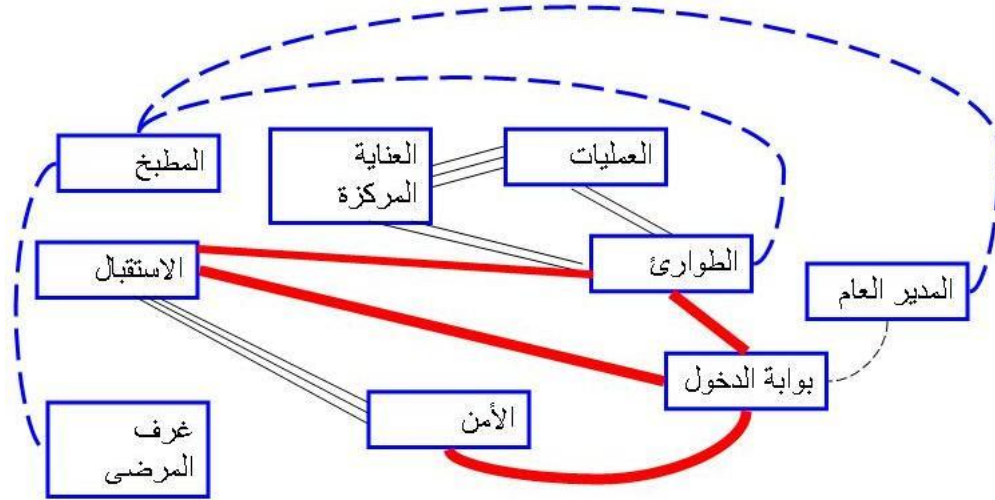 المطبخ
العناية
المركزة
العمليات
الاستقبال
الطوارئ
المدير العام
بوابة الدخول
الأمن
غرف
المرضى